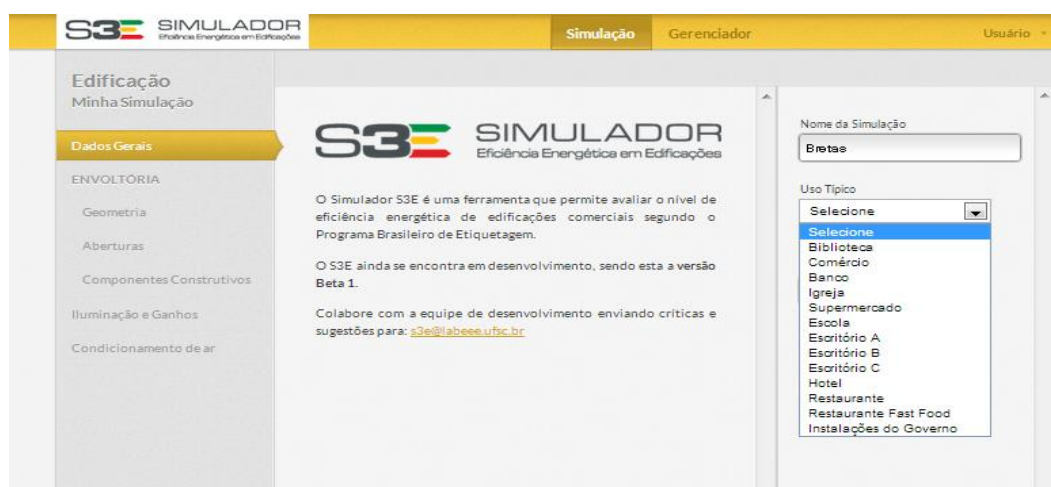 S3E SIMULADOR
Eficiência Energética em Edificações
Simulação
Gerenciador
Usuário
Edificação
Minha Simulação
Dados Gerais
ENVOLTÓRIA
Geometria
Aberturas
Componentes Construtivos
Iluminação e Ganhos
Condicionamento de ar
S3E SIMULADOR
Eficiência Energética em Edificações
O Simulador S3E é uma ferramenta que permite avaliar o nível de
eficiência energética de edificações comerciais segundo o
Programa Brasileiro de Etiquetagem.
O S3E ainda se encontra em desenvolvimento, sendo esta a versão
Beta 1.
Colabore com a equipe de desenvolvimento enviando críticas e
sugestões para: s3e@labeee.ufsc.br
Nome da Simulação
Bretas
Uso Típico
Selecione
Selecione
Biblioteca
Comércio
Banco
Igreja
Supermercado
Escola
Escritório A
Escritório B
Escritório C
Hotel
Restaurante
Restaurante Fast Food
Instalações do Governo